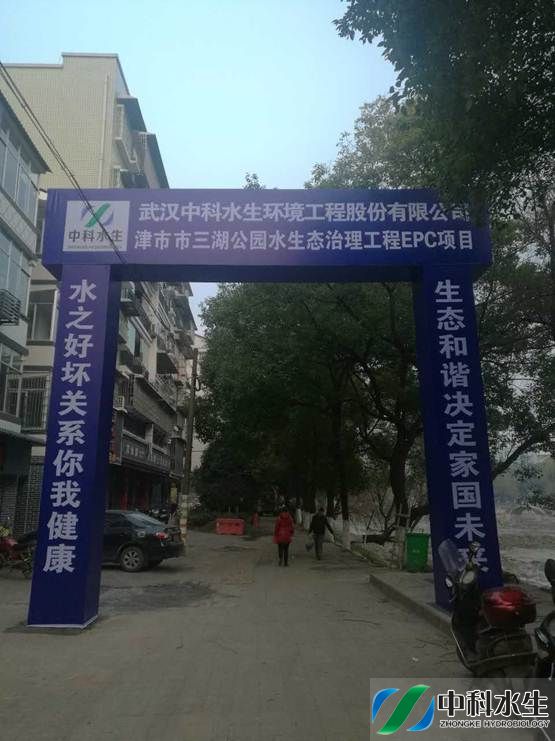 武汉中科水生环境工程股份有限公司
津市市三湖公园水生态治理工程EPC项目
中科水生
水之好坏关系你我健康
生态和谐决定家国未来
中科水生
ZHONGKE HYDROBIOLOGY